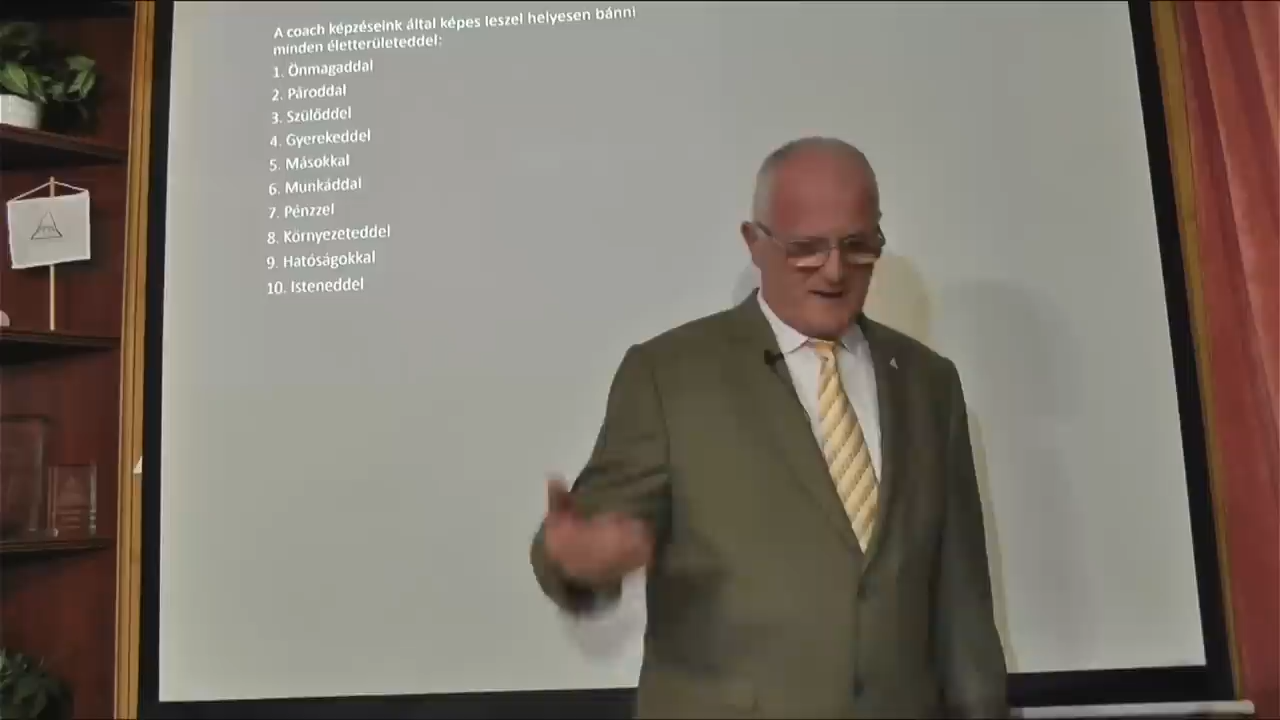 A coach képzéseink által képes leszel helyesen bánni
minden életterületeddel:
1. Önmagaddal
2. Pároddal
3. Szülőddel
4. Gyerekeddel
5. Másokkal
6. Munkáddal
7. Pénzzel
8. Környezeteddel
9. Hatóságokkal
10. Isteneddel